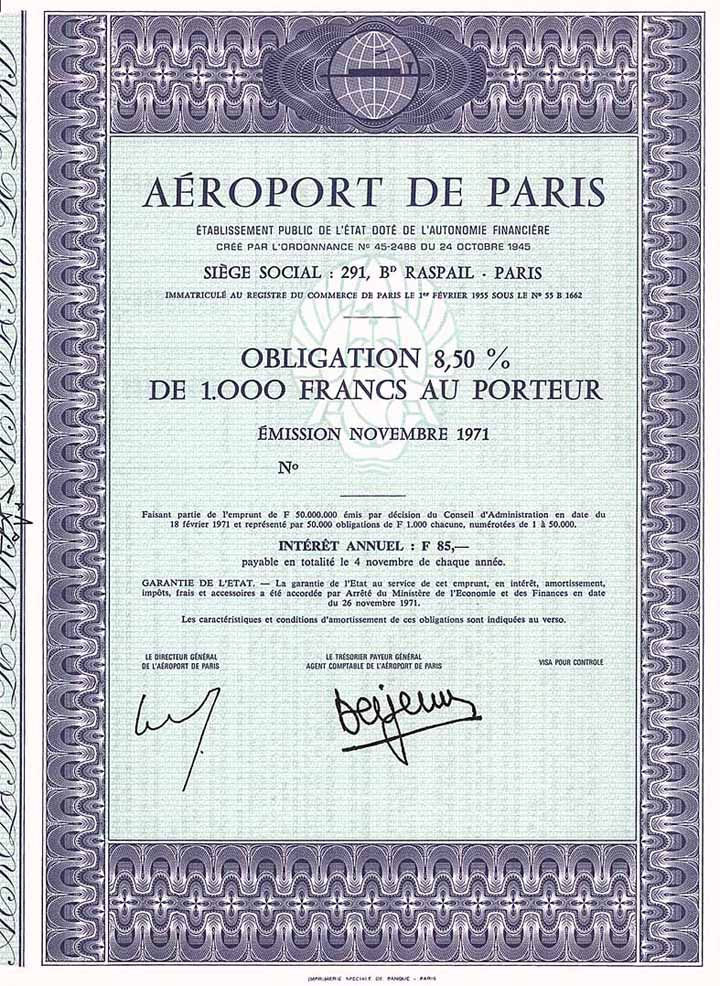 AÉROPORT DE PARIS
ÉTABLISSEMENT PUBLIC DE L'ÉTAT DOTÉ DE L'AUTONOMIE FINANCIÈRE
CRÉÉ PAR L'ORDONNANCE Nº 45-2488 DU 24 OCTOBRE 1945
SIÈGE SOCIAL : 291, Bᴰ RASPAIL - PARIS
IMMATRICULÉ AU REGISTRE DU COMMERCE DE PARIS LE 1ᵉʳ FÉVRIER 1955 SOUS LE Nº 55 B 1662
OBLIGATION 8,50 %
DE 1.000 FRANCS AU PORTEUR
ÉMISSION NOVEMBRE 1971
Nº
Faisant partie de l'emprunt de F 50.000.000 émis par décision du Conseil d'Administration en date du
18 février 1971 et représenté par 50.000 obligations de F 1.000 chacune, numérotées de 1 à 50.000.
INTÉRÊT ANNUEL : F 85,—
payable en totalité le 4 novembre de chaque année.
GARANTIE DE L'ETAT. — La garantie de l'Etat au service de cet emprunt, en intérêt, amortissement,
impôts, frais et accessoires a été accordée par Arrêté du Ministère de l'Economie et des Finances en date
du 26 novembre 1971.
Les caractéristiques et conditions d'amortissement de ces obligations sont indiquées au verso.
LE DIRECTEUR GÉNÉRAL
DE L'AÉROPORT DE PARIS
LE TRÉSORIER PAYEUR GÉNÉRAL
AGENT COMPTABLE DE L'AÉROPORT DE PARIS
VISA POUR CONTROLE
IMPRIMERIE SPECIALE DE BANQUE - PARIS